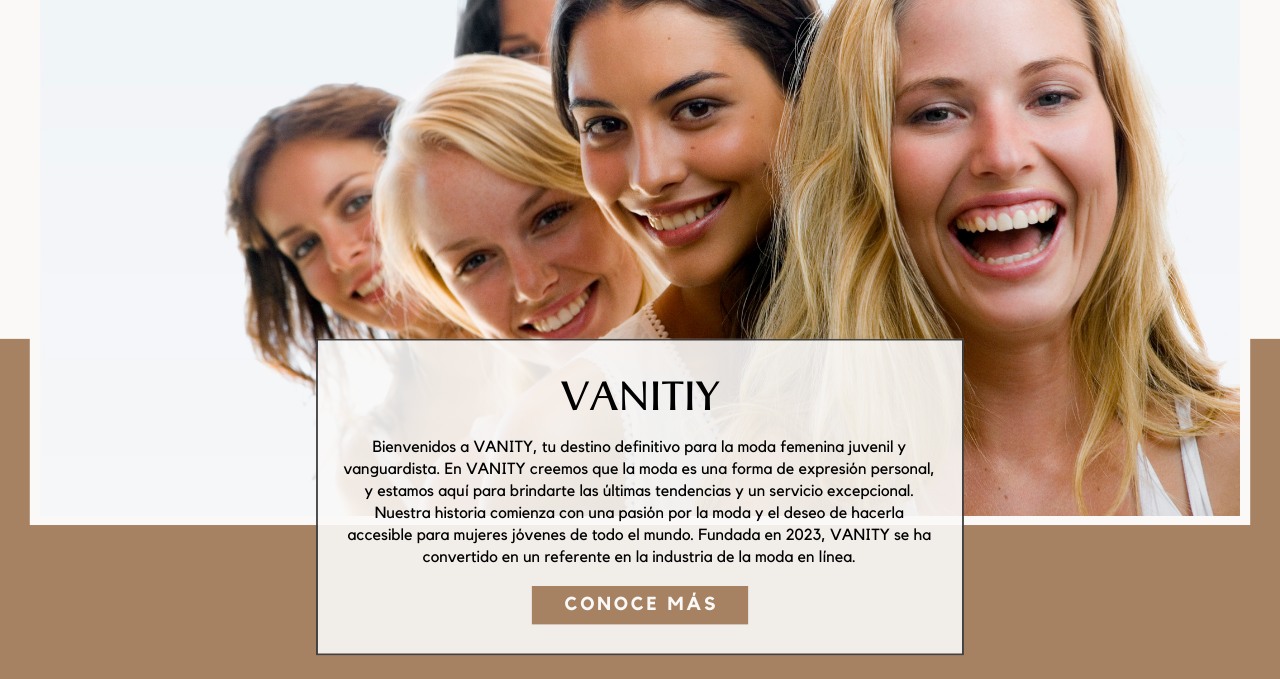 VANITIY
Bienvenidos a VANITY, tu destino definitivo para la moda femenina juvenil y
vanguardista. En VANITY creemos que la moda es una forma de expresión personal,
y estamos aquí para brindarte las últimas tendencias y un servicio excepcional.
Nuestra historia comienza con una pasión por la moda y el deseo de hacerla
accesible para mujeres jóvenes de todo el mundo. Fundada en 2023, VANITY se ha
convertido en un referente en la industria de la moda en línea.
CONOCE MÁS